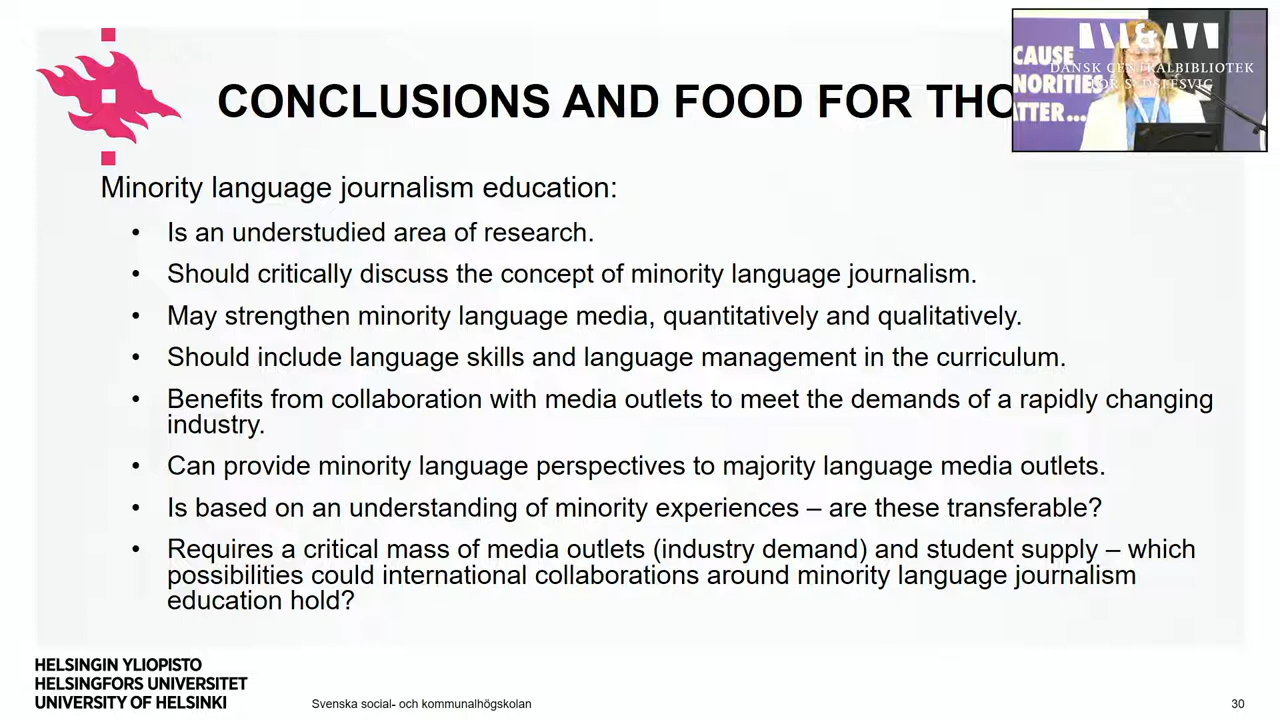 CONCLUSIONS AND FOOD FOR THO
CAUSE
NORITIES
ATTER...
DANSK CENTRALBIBLIOTEK
FOR SYDSLESVIG
Minority language journalism education:
• Is an understudied area of research.
• Should critically discuss the concept of minority language journalism.
• May strengthen minority language media, quantitatively and qualitatively.
• Should include language skills and language management in the curriculum.
• Benefits from collaboration with media outlets to meet the demands of a rapidly changing
industry.
• Can provide minority language perspectives to majority language media outlets.
• Is based on an understanding of minority experiences – are these transferable?
• Requires a critical mass of media outlets (industry demand) and student supply – which
possibilities could international collaborations around minority language journalism
education hold?
HELSINGIN YLIOPISTO
HELSINGFORS UNIVERSITET
UNIVERSITY OF HELSINKI
Svenska social- och kommunalhögskolan
30